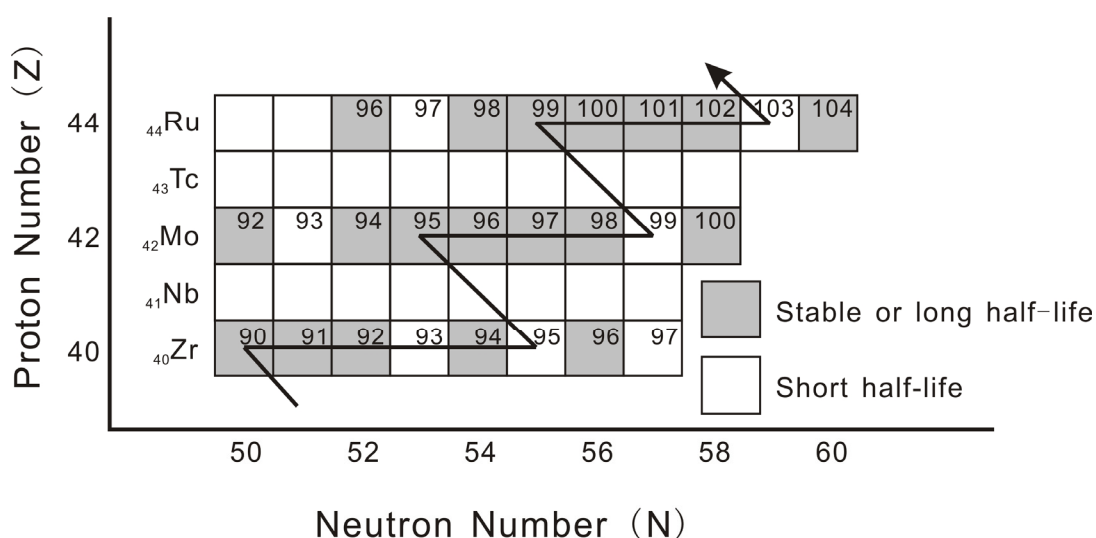 Proton Number (Z)
44
42
40
44Ru
96 97 98 99 100 101 102 103 104
43Tc
42Mo
92 93 94 95 96 97 98 99 100
41Nb
40Zr
90 91 92 93 94 95 96 97
Stable or long half-life
Short half-life
50 52 54 56 58 60
Neutron Number (N)